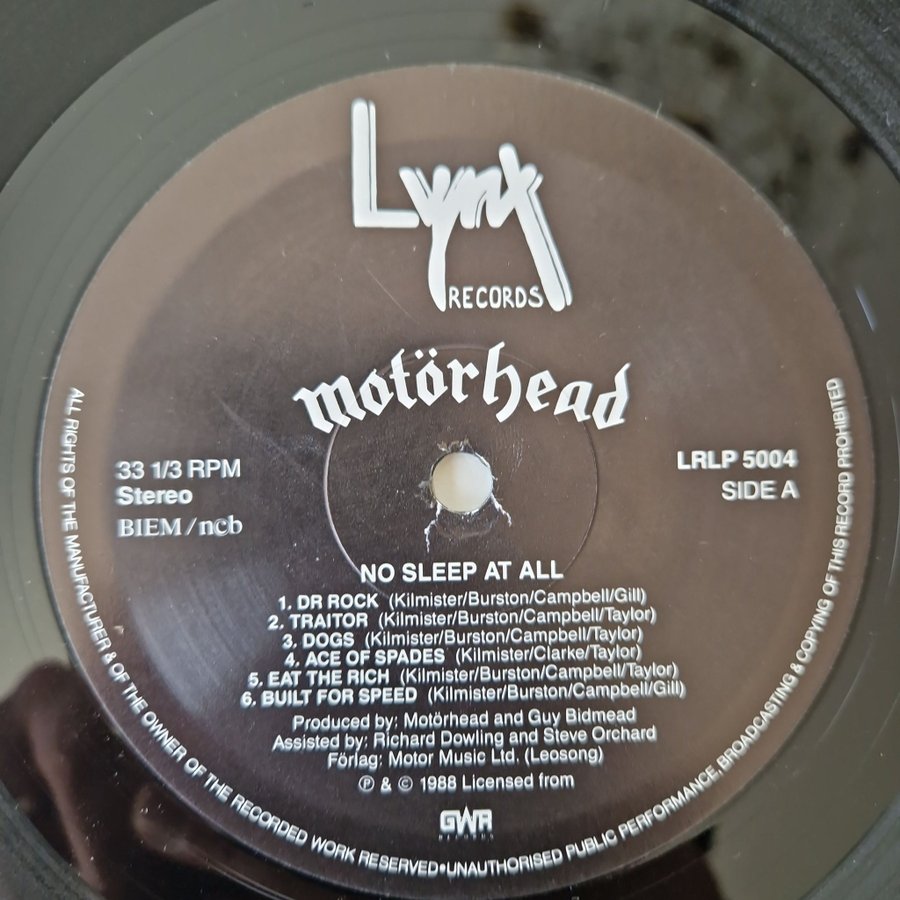 Lynx
RECORDS
motörhead
33 1/3 RPM
Stereo
BIEM/ncb
LRLP 5004
SIDE A
NO SLEEP AT ALL
1. DR ROCK (Kilmister/Burston/Campbell/Gill)
2. TRAITOR (Kilmister/Burston/Campbell/Taylor)
3. DOGS (Kilmister/Burston/Campbell/Taylor)
4. ACE OF SPADES (Kilmister/Clarke/Taylor)
5. EAT THE RICH (Kilmister/Burston/Campbell/Taylor)
6. BUILT FOR SPEED (Kilmister/Burston/Campbell/Gill)
Produced by; Motörhead and Guy Bidmead
Assisted by; Richard Dowling and Steve Orchard
Förlag: Motor Music Ltd. (Leosong)
℗ & © 1988 Licensed from
GWR
RECORDS
ALL RIGHTS OF THE MANUFACTURER & OF THE OWNER OF THE RECORDED WORK RESERVED•UNAUTHORISED PUBLIC PERFORMANCE, BROADCASTING & COPYING OF THIS RECORD PROHIBITED